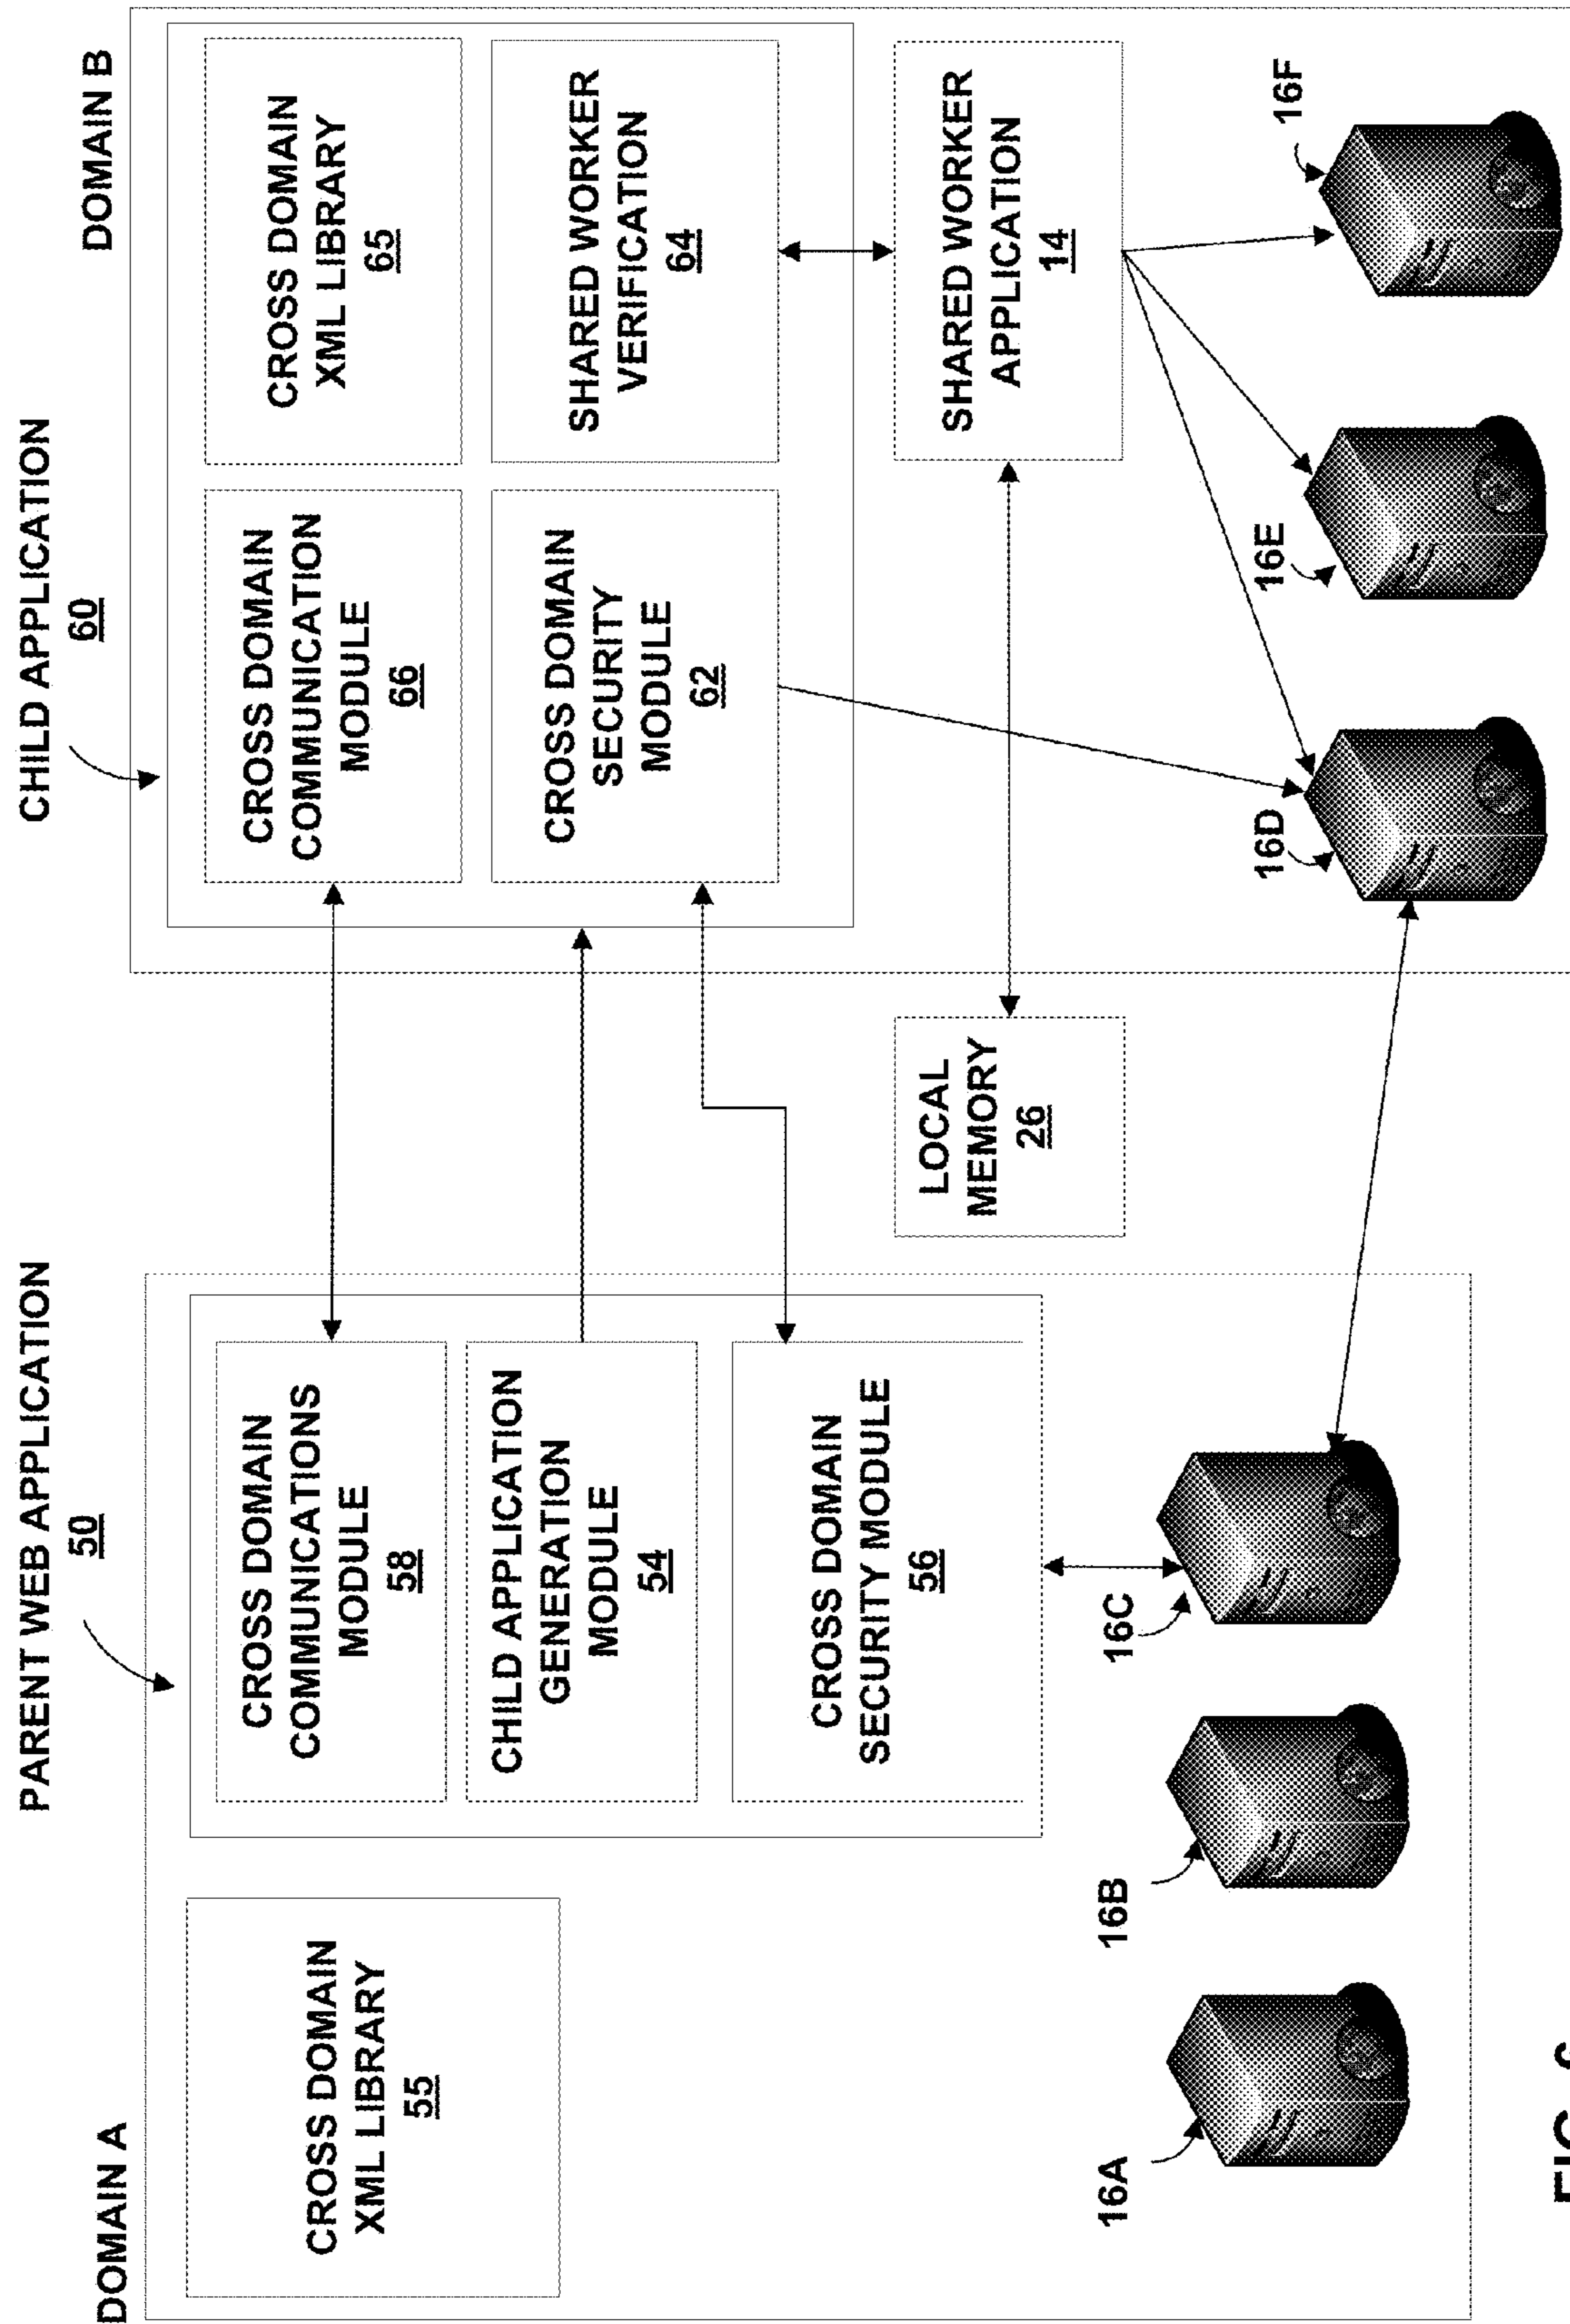 PARENT WEB APPLICATION
50
CHILD APPLICATION
60
DOMAIN A
DOMAIN B
CROSS DOMAIN
XML LIBRARY
55
CROSS DOMAIN
COMMUNICATIONS
MODULE
58
CHILD APPLICATION
GENERATION
MODULE
54
CROSS DOMAIN
SECURITY MODULE
56
16A
16B
16C
LOCAL
MEMORY
26
CROSS DOMAIN
COMMUNICATION
MODULE
66
CROSS DOMAIN
XML LIBRARY
65
CROSS DOMAIN
SECURITY
MODULE
62
SHARED WORKER
VERIFICATION
64
SHARED WORKER
APPLICATION
14
16D
16E
16F